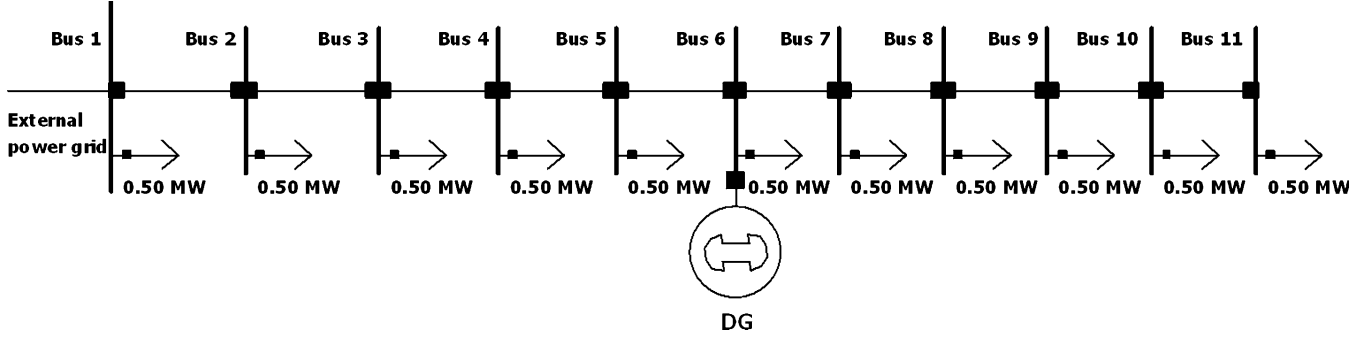 Bus 1 Bus 2 Bus 3 Bus 4 Bus 5 Bus 6 Bus 7 Bus 8 Bus 9 Bus 10 Bus 11
External
power grid
0.50 MW 0.50 MW 0.50 MW 0.50 MW 0.50 MW 0.50 MW 0.50 MW 0.50 MW 0.50 MW 0.50 MW 0.50 MW
DG